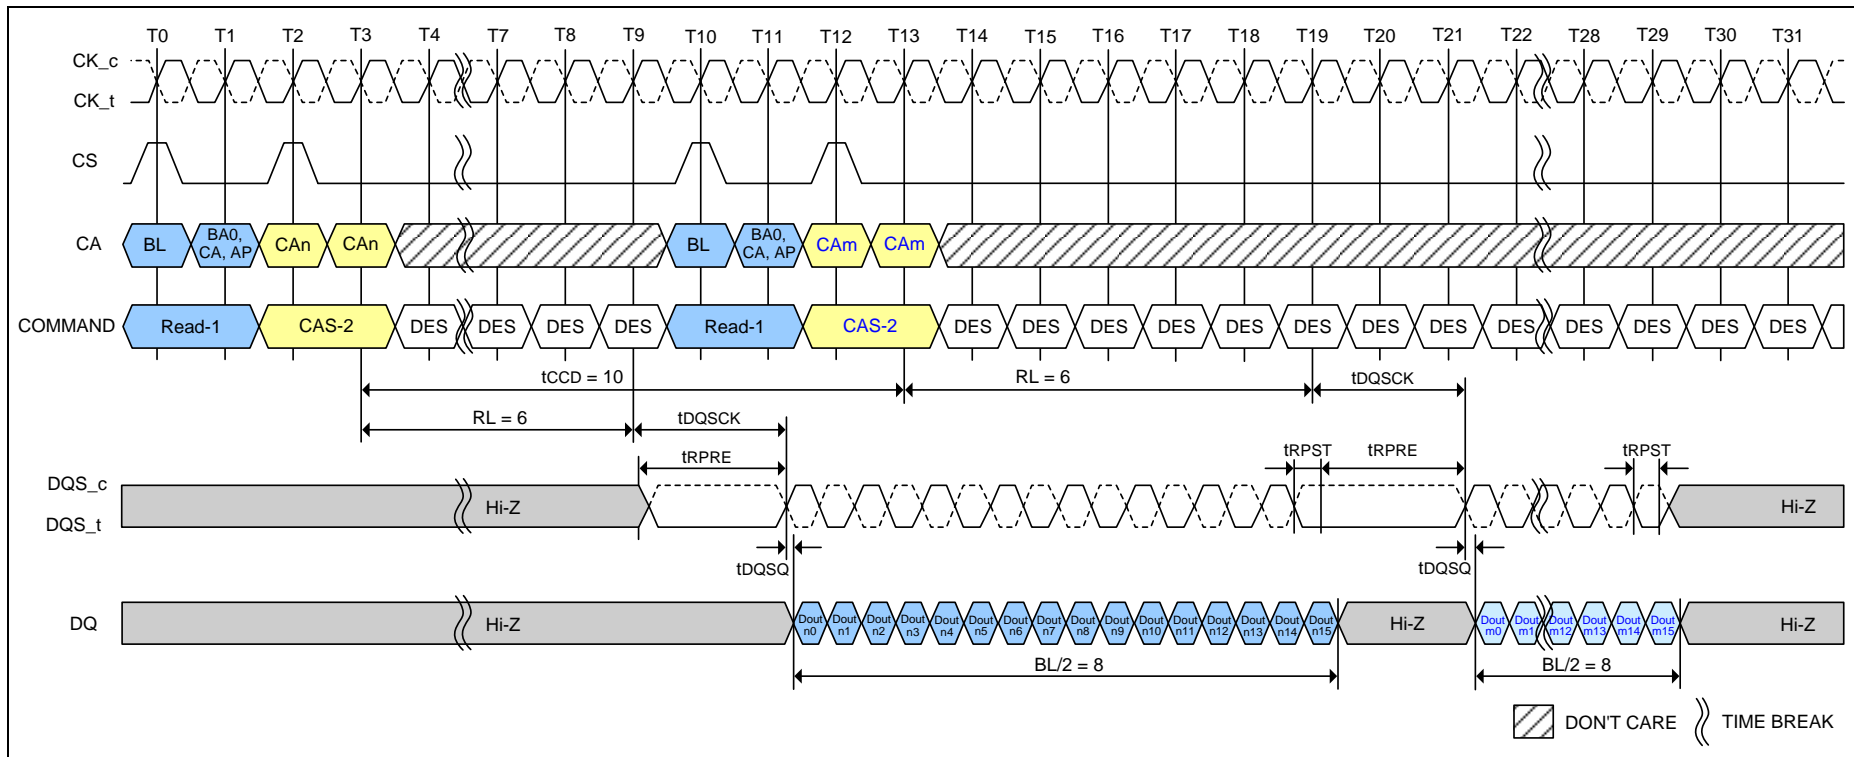 T0 T1 T2 T3 T4 T7 T8 T9 T10 T11 T12 T13 T14 T15 T16 T17 T18 T19 T20 T21 T22 T28 T29 T30 T31
CK_c
CK_t
CS
CA BL BA0, CA, AP CAn CAn BL BA0, CA, AP CAm CAm
COMMAND Read-1 CAS-2 DES DES DES DES Read-1 CAS-2 DES DES DES DES DES DES DES DES DES DES DES DES DES
tCCD = 10 RL = 6 tDQSCK
RL = 6 tDQSCK
tRPRE tRPST tRPRE tRPST
DQS_c
DQS_t
Hi-Z Hi-Z
tDQSQ tDQSQ
DQ Hi-Z Dout n0 Dout n1 Dout n2 Dout n3 Dout n4 Dout n5 Dout n6 Dout n7 Dout n8 Dout n9 Dout n10 Dout n11 Dout n12 Dout n13 Dout n14 Dout n15 Hi-Z Dout m0 Dout m1 Dout m12 Dout m13 Dout m14 Dout m15 Hi-Z
BL/2 = 8 BL/2 = 8
DON'T CARE TIME BREAK